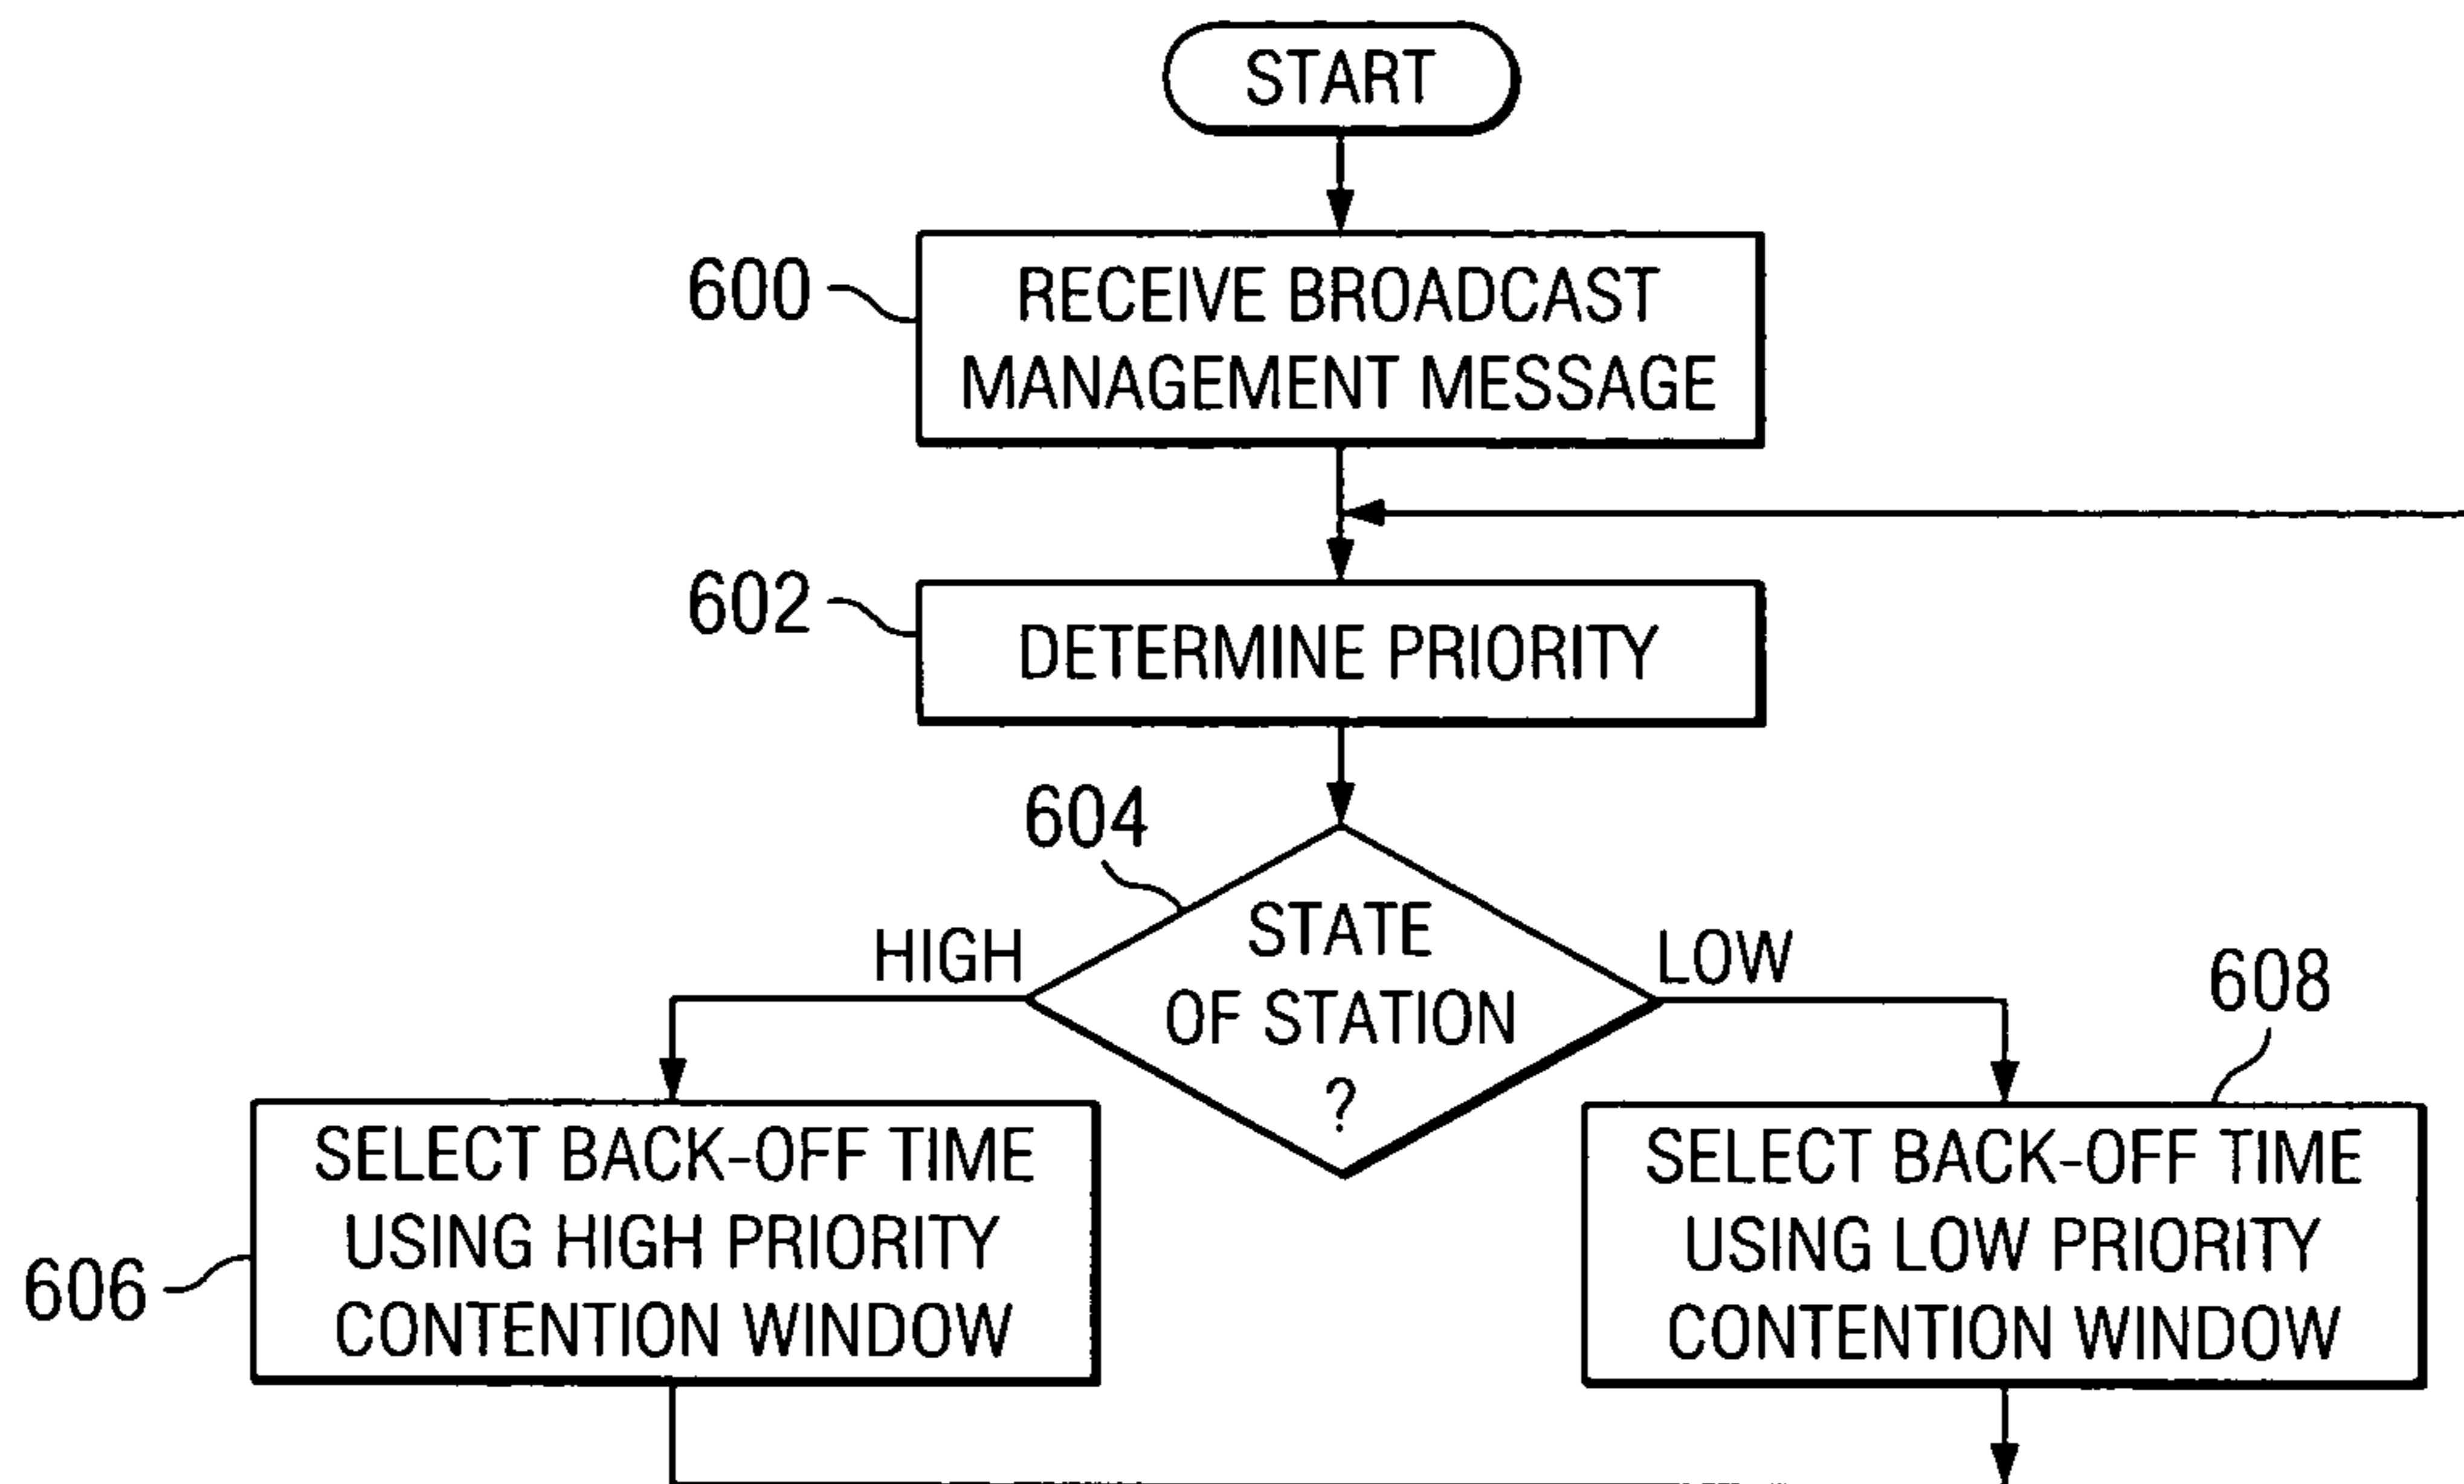 START
600
RECEIVE BROADCAST
MANAGEMENT MESSAGE
602
DETERMINE PRIORITY
604
STATE
OF STATION
?
HIGH
LOW
608
SELECT BACK-OFF TIME
USING HIGH PRIORITY
CONTENTION WINDOW
606
SELECT BACK-OFF TIME
USING LOW PRIORITY
CONTENTION WINDOW